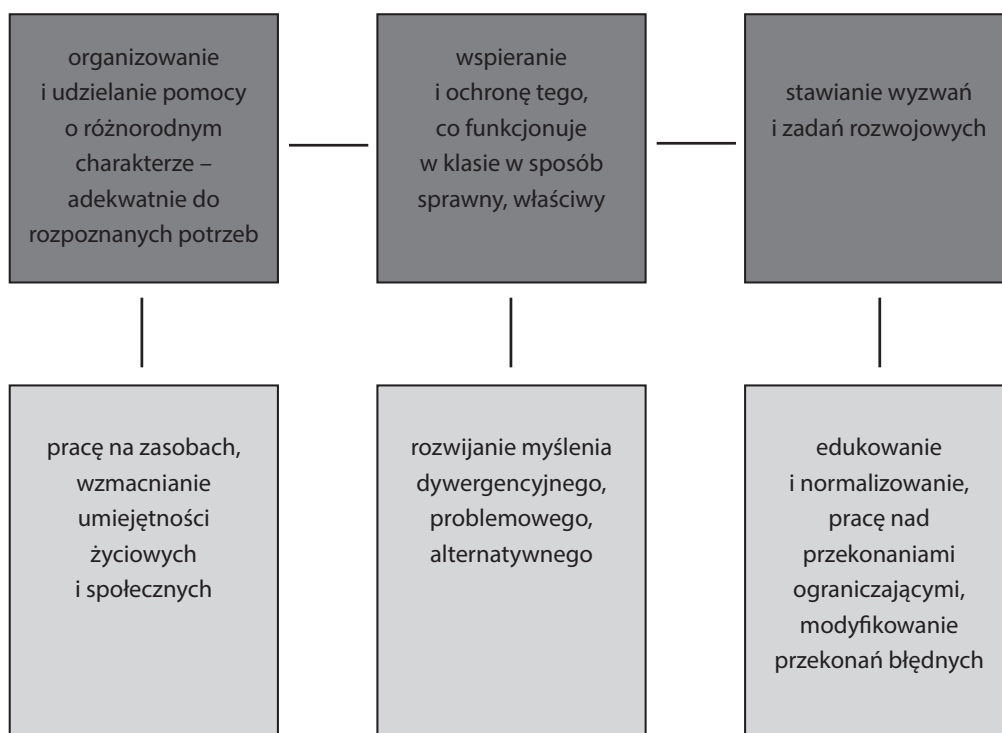 organizowanie
i udzielanie pomocy
o różnorodnym
charakterze –
adekwatnie do
rozpoznanych potrzeb
wspieranie
i ochronę tego,
co funkcjonuje
w klasie w sposób
sprawny, właściwy
stawianie wyzwań
i zadań rozwojowych
pracę na zasobach,
wzmacnianie
umiejętności
życiowych
i społecznych
rozwijanie myślenia
dywergencyjnego,
problemowego,
alternatywnego
edukowanie
i normalizowanie,
pracę nad
przekonaniami
ograniczającymi,
modyfikowanie
przekonań błędnych